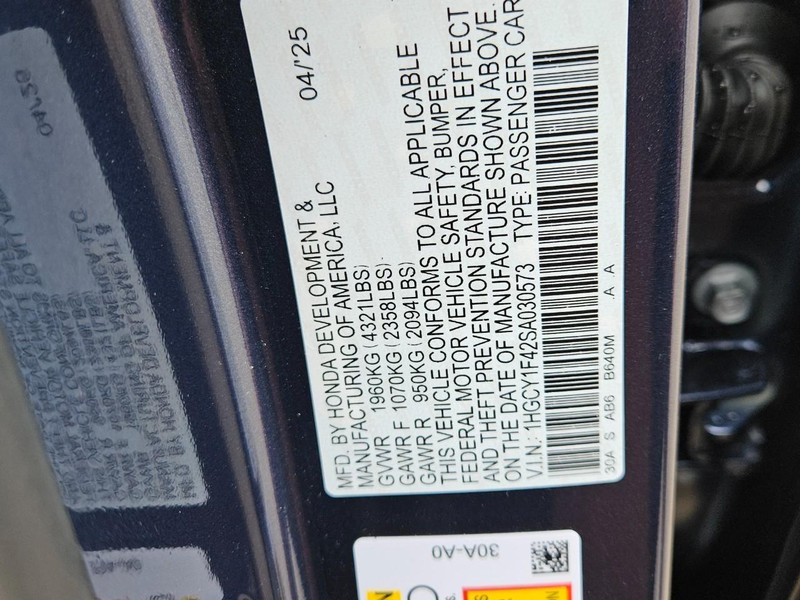 MFD. BY HONDA DEVELOPMENT & 04/'25
MANUFACTURING OF AMERICA, LLC
GVWR 1960KG (4321LBS)
GAWR F 1070KG (2358LBS)
GAWR R 950KG (2094LBS)
THIS VEHICLE CONFORMS TO ALL APPLICABLE
FEDERAL MOTOR VEHICLE SAFETY, BUMPER,
AND THEFT PREVENTION STANDARDS IN EFFECT
ON THE DATE OF MANUFACTURE SHOWN ABOVE.
V.I.N.: 1HGCY1F42SA030573 TYPE: PASSENGER CAR
30A S AB6 B640M .A .A
30A-A0